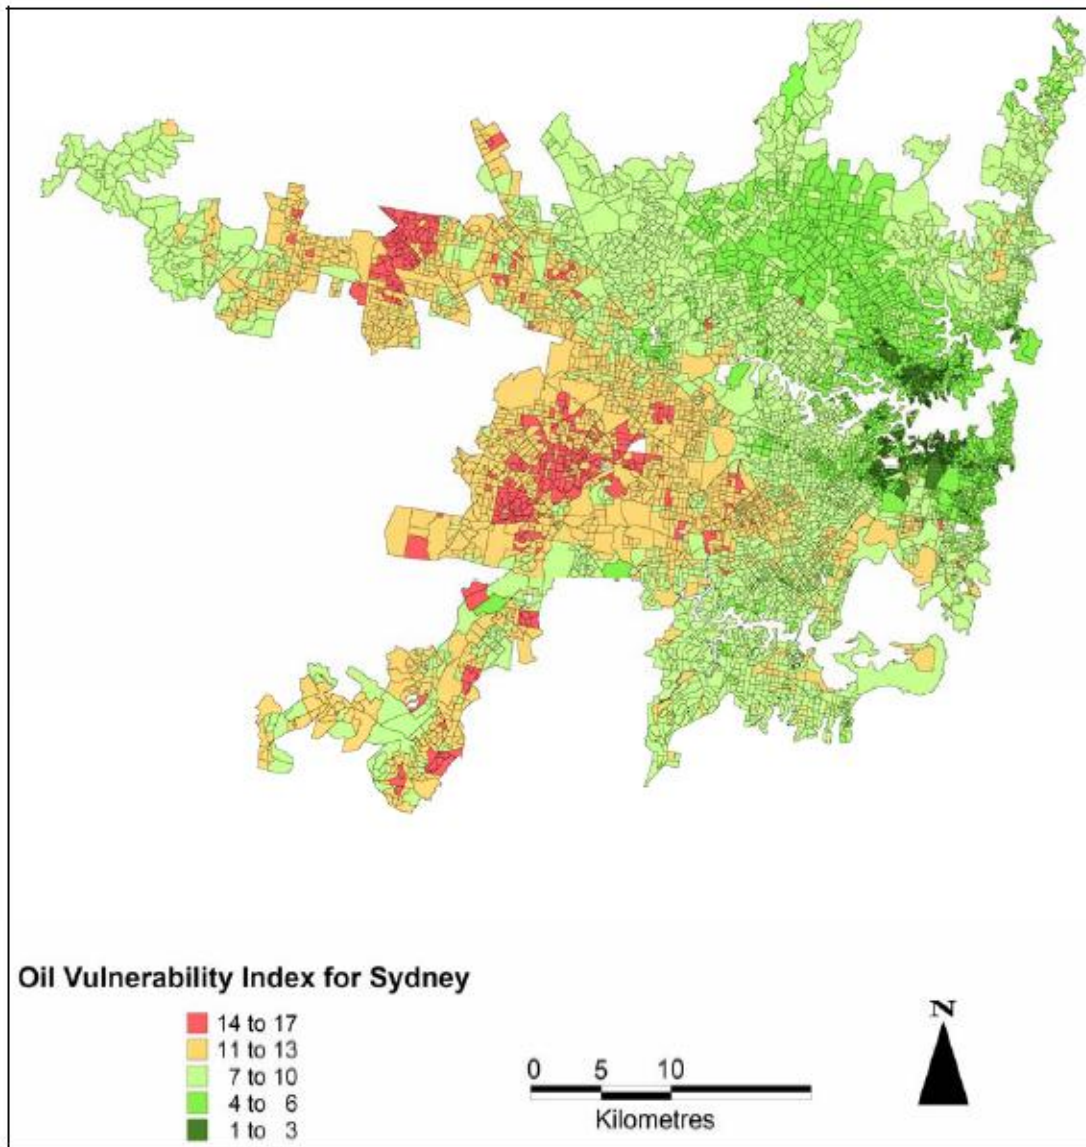 Oil Vulnerability Index for Sydney
14 to 17
11 to 13
7 to 10
4 to 6
1 to 3
0 5 10
Kilometres
N